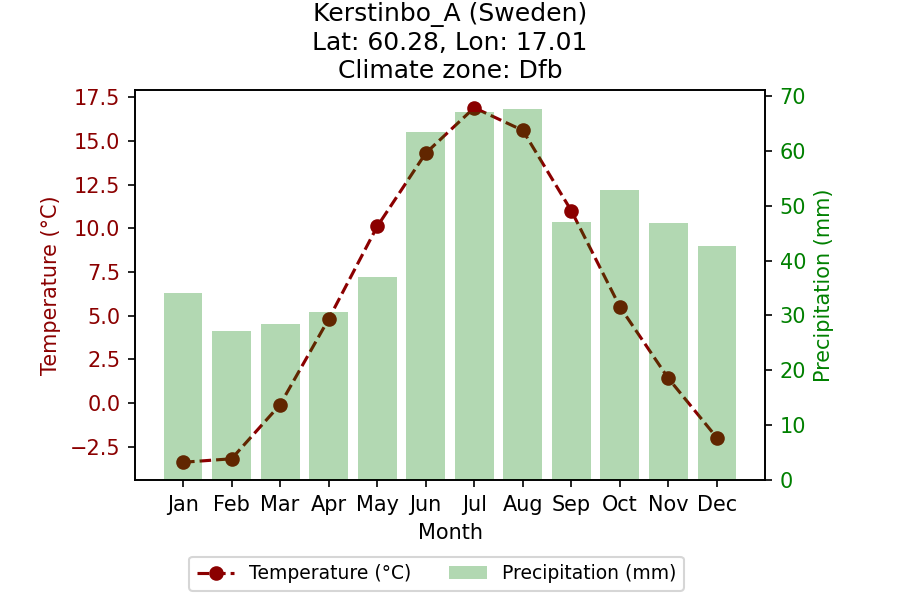 Kerstinbo_A (Sweden)
Lat: 60.28, Lon: 17.01
Climate zone: Dfb
17.5
15.0
12.5
10.0
7.5
5.0
2.5
0.0
−2.5
Temperature (°C)
70
60
50
40
30
20
10
0
Precipitation (mm)
Jan Feb Mar Apr May Jun Jul Aug Sep Oct Nov Dec
Month
Temperature (°C) Precipitation (mm)